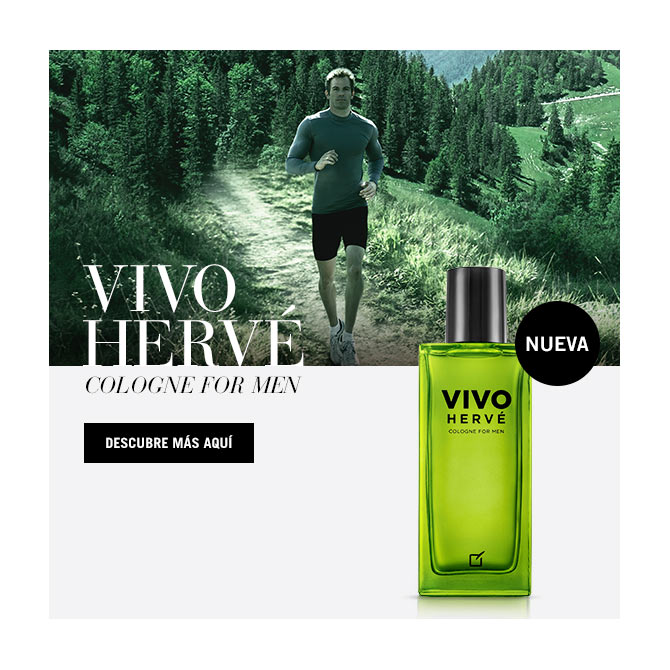 VIVO
HERVÉ
COLOGNE FOR MEN
DESCUBRE MÁS AQUÍ
NUEVA
VIVO
HERVÉ
COLOGNE FOR MEN